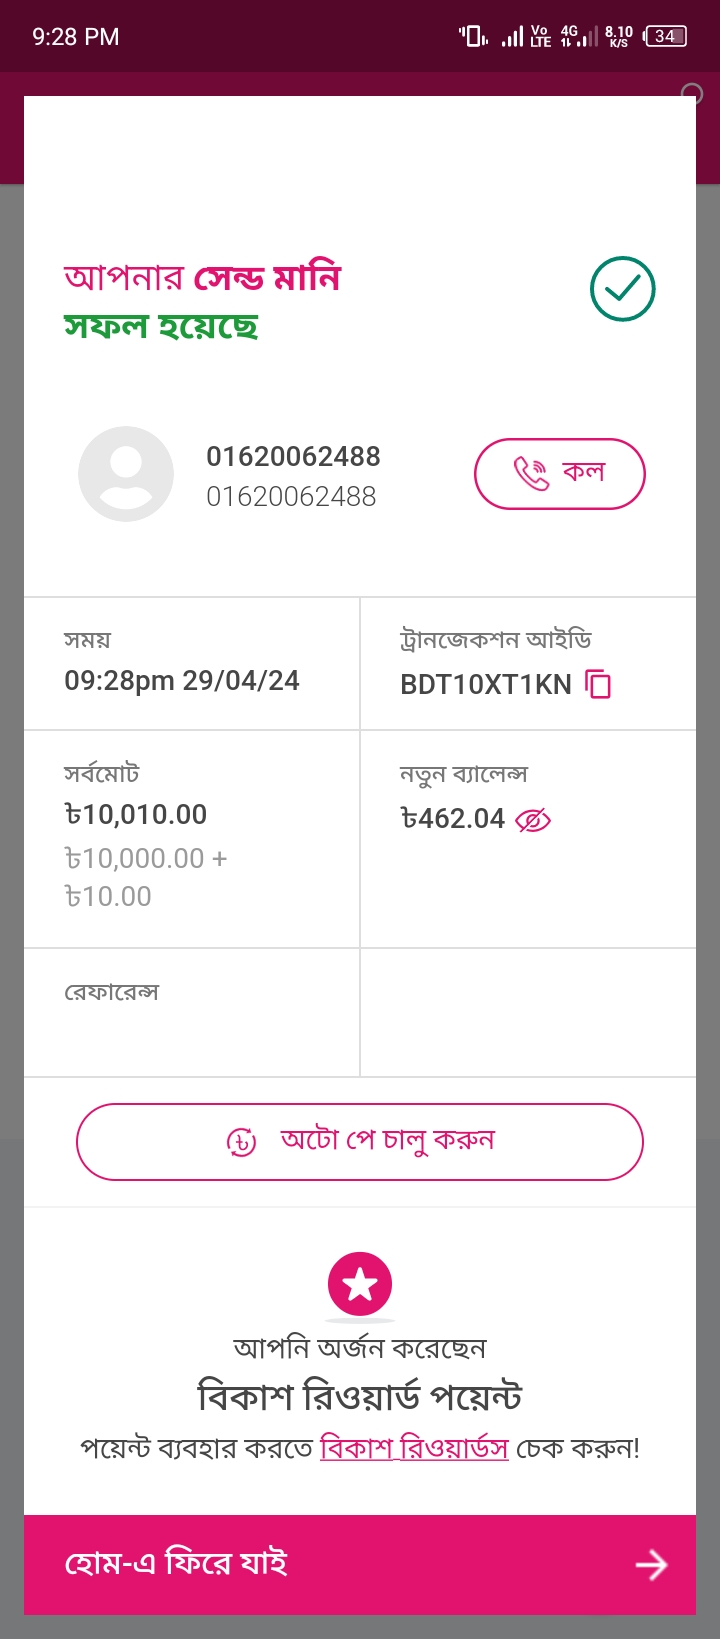 9:28 PM
Vo LTE 4G 8.10 K/S 34
আপনার সেন্ড মানি
সফল হয়েছে
01620062488
01620062488
কল
সময়
09:28pm 29/04/24
ট্রানজেকশন আইডি
BDT10XT1KN
সর্বমোট
৳10,010.00
৳10,000.00 +
৳10.00
নতুন ব্যালেন্স
৳462.04
রেফারেন্স
অটো পে চালু করুন
আপনি অর্জন করেছেন
বিকাশ রিওয়ার্ড পয়েন্ট
পয়েন্ট ব্যবহার করতে বিকাশ রিওয়ার্ডস চেক করুন!
হোম-এ ফিরে যাই